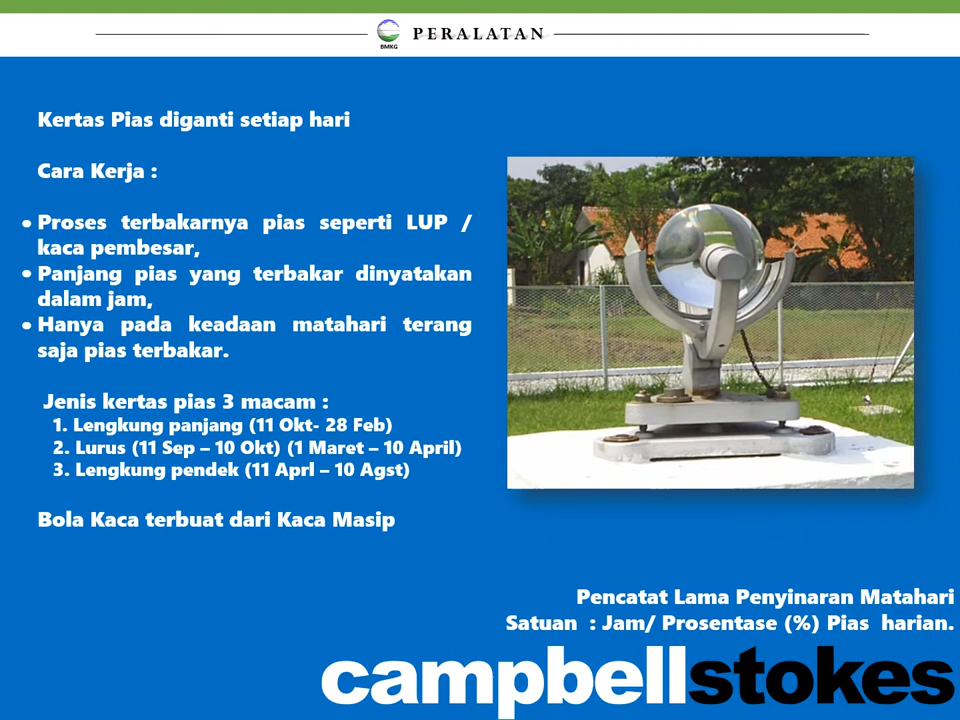 BMKG
PERALATAN
Kertas Pias diganti setiap hari
Cara Kerja :
• Proses terbakarnya pias seperti LUP /
kaca pembesar,
• Panjang pias yang terbakar dinyatakan
dalam jam,
• Hanya pada keadaan matahari terang
saja pias terbakar.
Jenis kertas pias 3 macam :
1. Lengkung panjang (11 Okt- 28 Feb)
2. Lurus (11 Sep – 10 Okt) (1 Maret – 10 April)
3. Lengkung pendek (11 Aprl – 10 Agst)
Bola Kaca terbuat dari Kaca Masip
Pencatat Lama Penyinaran Matahari
Satuan : Jam/ Prosentase (%) Pias harian.
campbellstokes